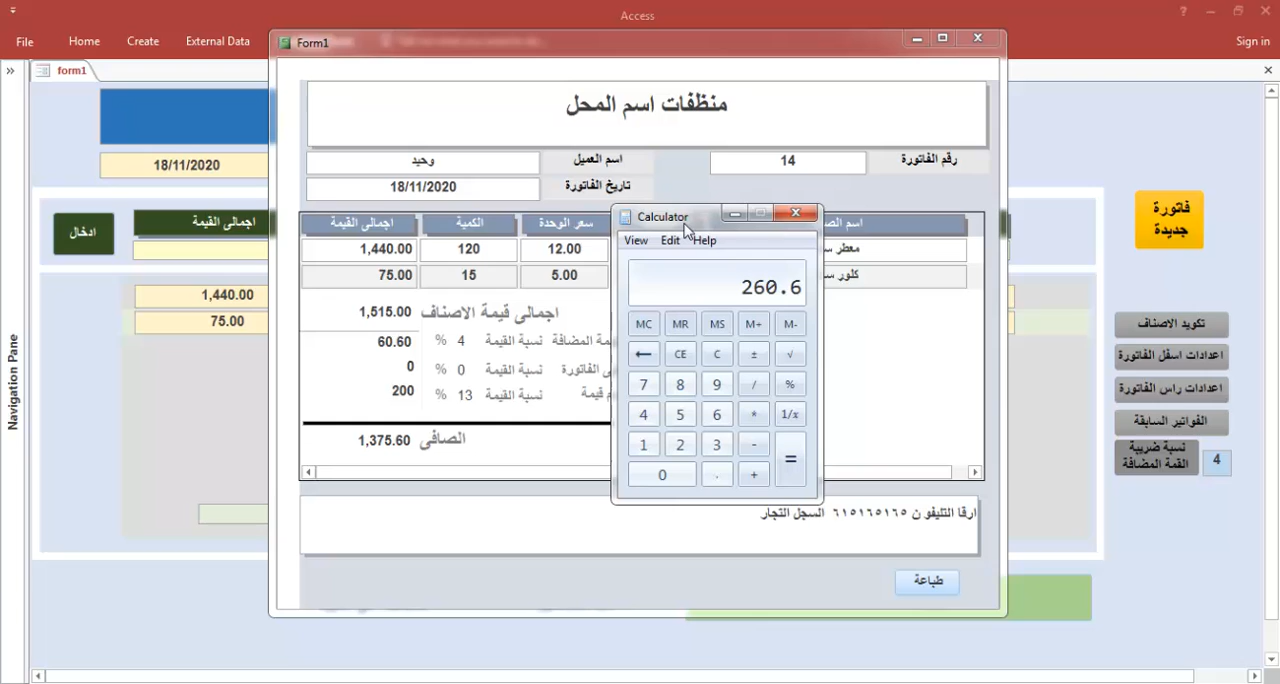 Access
File Home Create External Data Sign in
form1
Form1
منظفات اسم المحل
رقم الفاتورة 14 اسم العميل وحيد
تاريخ الفاتورة 18/11/2020
18/11/2020
اسم سعر الوحدة الكمية اجمالى القيمة
معطر 12.00 120 1,440.00
كلور 5.00 15 75.00
اجمالى قيمة الاصناف 1,515.00
المضافة نسبة القيمة 4 % 60.60
الفاتورة نسبة القيمة 0 % 0
قيمة نسبة القيمة 13 % 200
الصافى 1,375.60
ارقا التليفو ن ٦١٥١٦٥١٦٥ السجل التجار
طباعة
Calculator
View Edit Help
260.6
MC MR MS M+ M-
← CE C ± √
7 8 9 / %
4 5 6 * 1/x
1 2 3 - =
0 . +
اجمالى القيمة
ادخال
1,440.00
75.00
فاتورة
جديدة
تكويد الاصناف
اعدادات اسفل الفاتورة
اعدادات راس الفاتورة
الفواتير السابقة
نسبة ضريبة
القمة المضافة
4
Navigation Pane